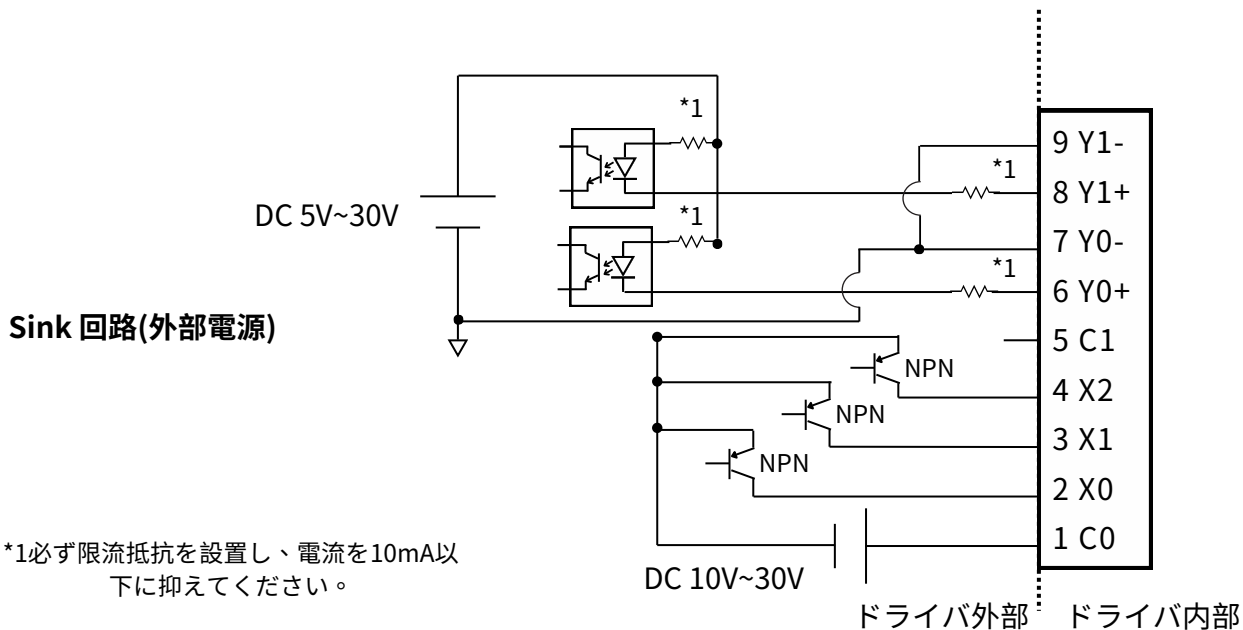 *1
9 Y1-
*1
8 Y1+
DC 5V~30V
*1
7 Y0-
*1
6 Y0+
Sink 回路(外部電源)
5 C1
NPN
4 X2
NPN
3 X1
NPN
2 X0
1 C0
*1必ず限流抵抗を設置し、電流を10mA以
下に抑えてください。
DC 10V~30V
ドライバ外部
ドライバ内部